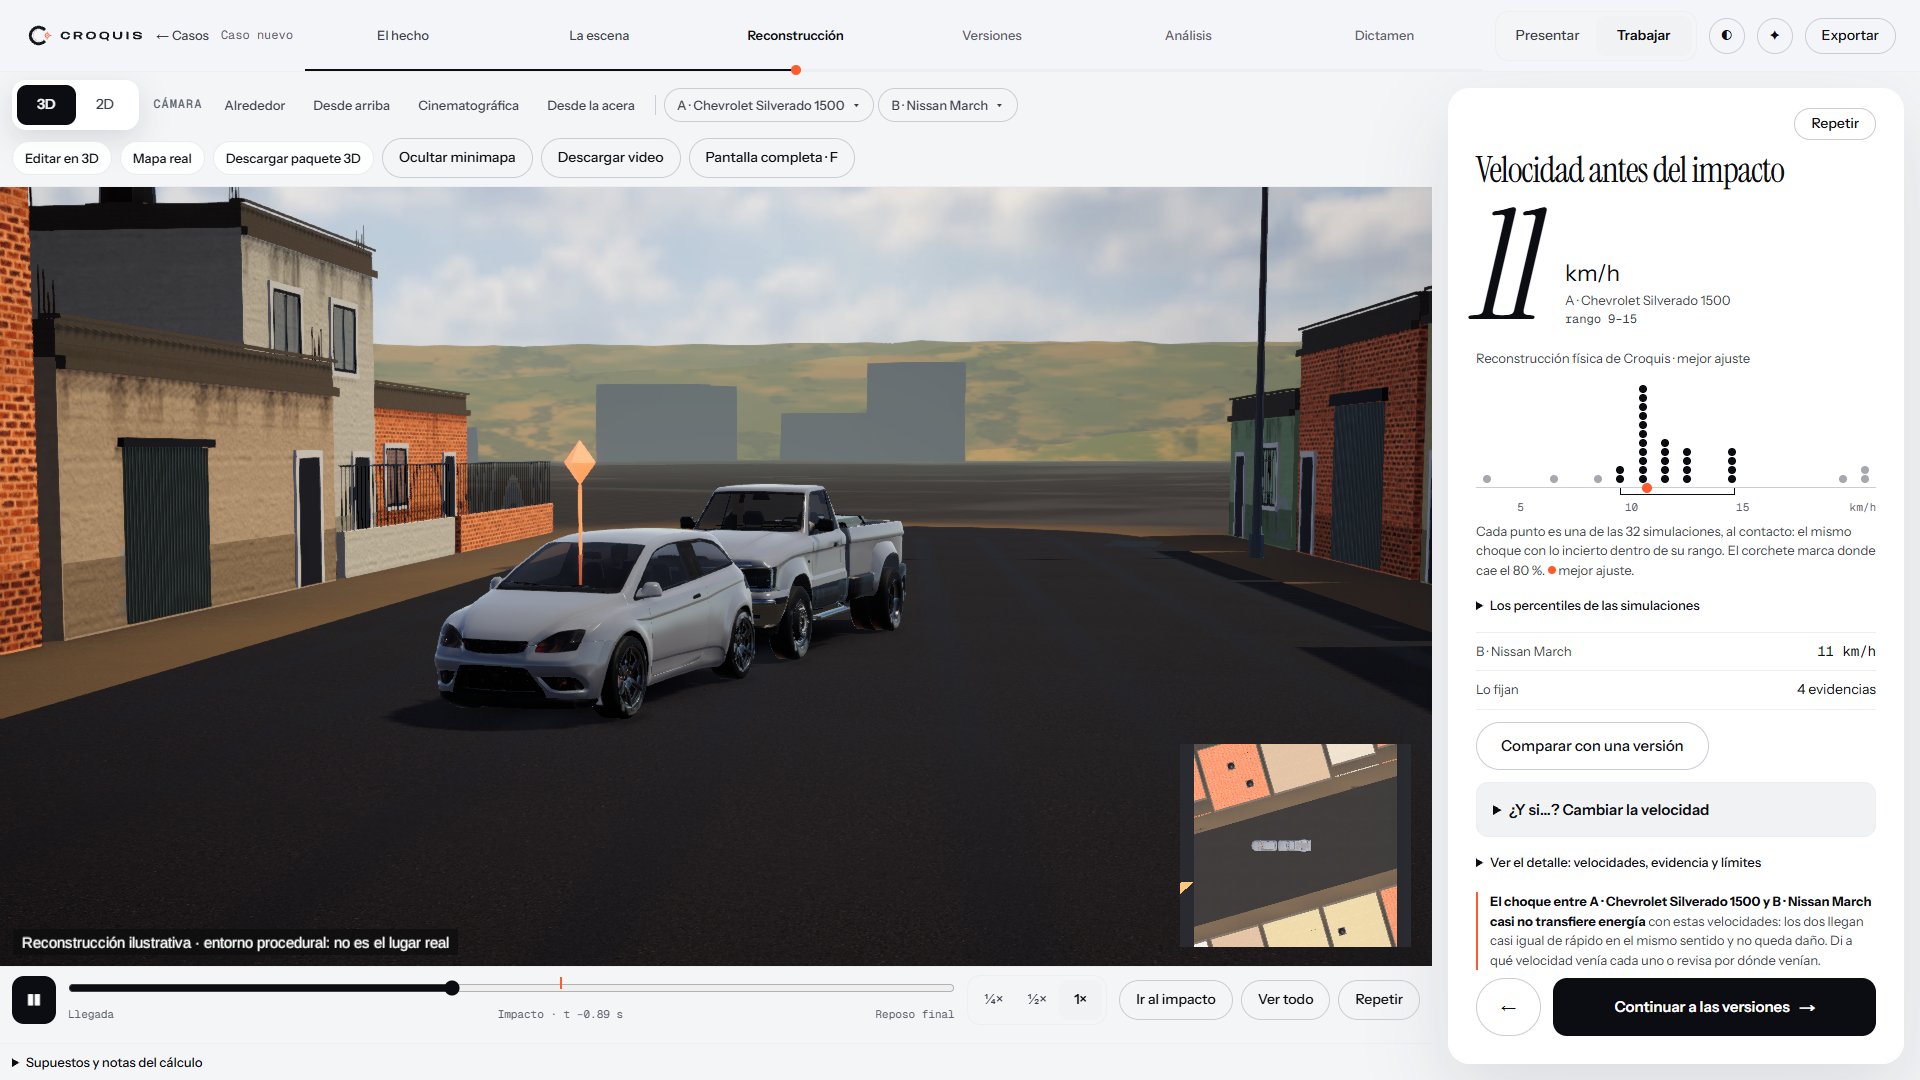 CROQUIS ← Casos Caso nuevo El hecho La escena Reconstrucción Versiones Análisis Dictamen Presentar Trabajar Exportar
3D 2D CÁMARA Alrededor Desde arriba Cinematográfica Desde la acera A · Chevrolet Silverado 1500 B · Nissan March
Editar en 3D Mapa real Descargar paquete 3D Ocultar minimapa Descargar video Pantalla completa · F
Reconstrucción ilustrativa · entorno procedural: no es el lugar real
Llegada Impacto · t −0.89 s Reposo final
¼× ½× 1× Ir al impacto Ver todo Repetir
Supuestos y notas del cálculo
Repetir
Velocidad antes del impacto
11 km/h
A · Chevrolet Silverado 1500
rango 9–15
Reconstrucción física de Croquis · mejor ajuste
5 10 15 km/h
Cada punto es una de las 32 simulaciones, al contacto: el mismo
choque con lo incierto dentro de su rango. El corchete marca donde
cae el 80 %. mejor ajuste.
Los percentiles de las simulaciones
B · Nissan March 11 km/h
Lo fijan 4 evidencias
Comparar con una versión
¿Y si...? Cambiar la velocidad
Ver el detalle: velocidades, evidencia y límites
El choque entre A · Chevrolet Silverado 1500 y B · Nissan March
casi no transfiere energía con estas velocidades: los dos llegan
casi igual de rápido en el mismo sentido y no queda daño. Di a
qué velocidad venía cada uno o revisa por dónde venían.
← Continuar a las versiones →